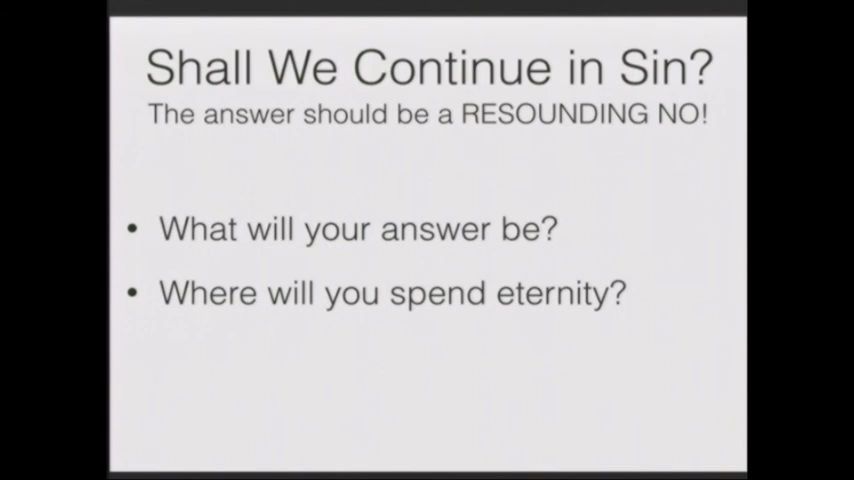 Shall We Continue in Sin?
The answer should be a RESOUNDING NO!
• What will your answer be?
• Where will you spend eternity?